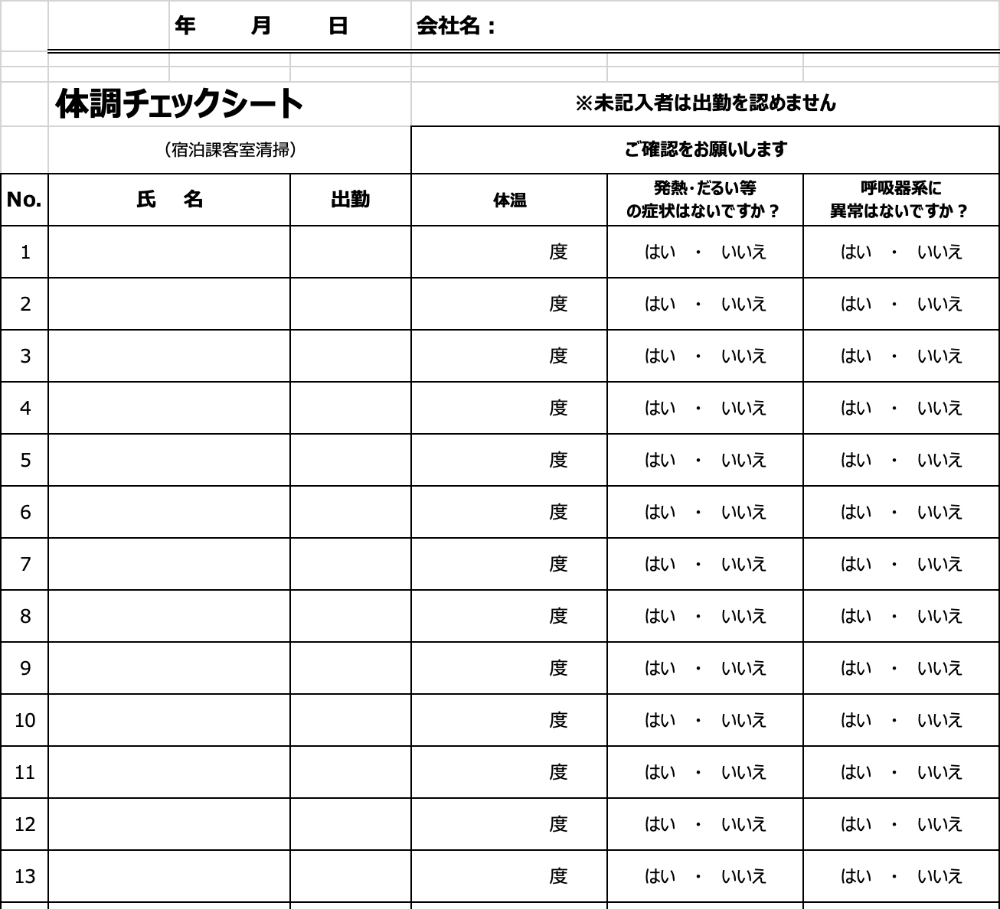 年 月 日 会社名：
体調チェックシート ※未記入者は出勤を認めません
（宿泊課客室清掃） ご確認をお願いします
No. 氏 名 出勤 体温 発熱・だるい等 の症状はないですか？ 呼吸器系に 異常はないですか？
1 度 はい ・ いいえ はい ・ いいえ
2 度 はい ・ いいえ はい ・ いいえ
3 度 はい ・ いいえ はい ・ いいえ
4 度 はい ・ いいえ はい ・ いいえ
5 度 はい ・ いいえ はい ・ いいえ
6 度 はい ・ いいえ はい ・ いいえ
7 度 はい ・ いいえ はい ・ いいえ
8 度 はい ・ いいえ はい ・ いいえ
9 度 はい ・ いいえ はい ・ いいえ
10 度 はい ・ いいえ はい ・ いいえ
11 度 はい ・ いいえ はい ・ いいえ
12 度 はい ・ いいえ はい ・ いいえ
13 度 はい ・ いいえ はい ・ いいえ